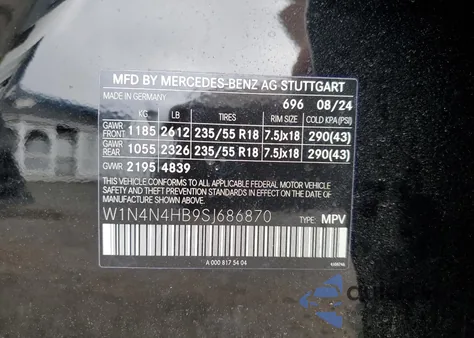 MFD BY MERCEDES-BENZ AG STUTTGART
MADE IN GERMANY 696 08/24
KG LB TIRES RIM SIZE COLD KPA(PSI)
GAWR FRONT 1185 2612 235/55 R18 7.5Jx18 290(43)
GAWR REAR 1055 2326 235/55 R18 7.5Jx18 290(43)
GVWR 2195 4839
THIS VEHICLE CONFORMS TO ALL APPLICABLE FEDERAL MOTOR VEHICLE
SAFETY AND THEFT PREVENTION STANDARDS IN EFFECT ON THE DATE
OF MANUFACTURE SHOWN ABOVE.
W1N4N4HB9SJ686870 TYPE: MPV
A 000 817 54 04